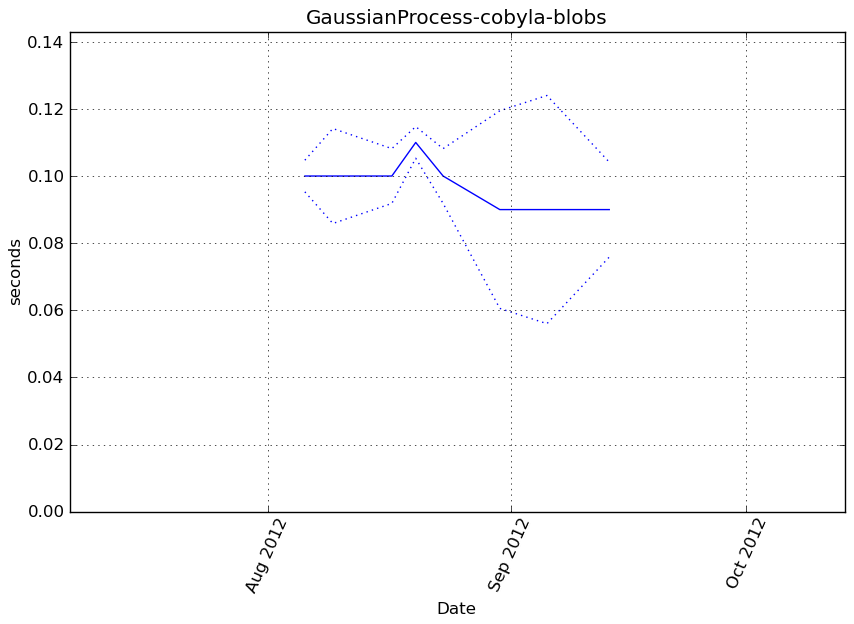 GaussianProcess-cobyla-blobs
0.14
0.12
0.10
0.08
0.06
0.04
0.02
0.00
seconds
Aug 2012
Sep 2012
Oct 2012
Date